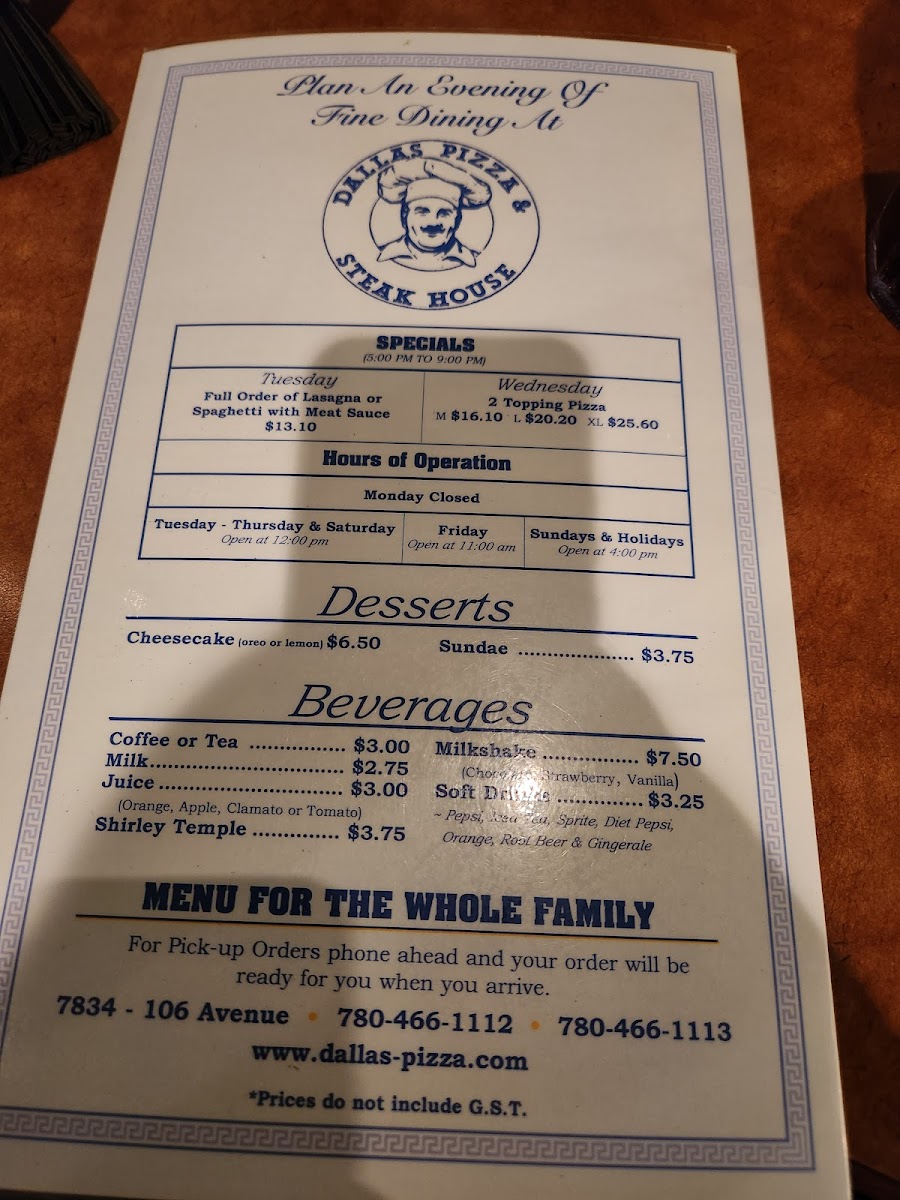 Plan An Evening Of
Fine Dining At
DALLAS PIZZA &
STEAK HOUSE
SPECIALS
(5:00 PM TO 9:00 PM)
Tuesday
Full Order of Lasagna or
Spaghetti with Meat Sauce
$13.10
Wednesday
2 Topping Pizza
M $16.10 L $20.20 XL $25.60
Hours of Operation
Monday Closed
Tuesday - Thursday & Saturday
Open at 12:00 pm
Friday
Open at 11:00 am
Sundays & Holidays
Open at 4:00 pm
Desserts
Cheesecake (oreo or lemon) $6.50
Sundae .................... $3.75
Beverages
Coffee or Tea ................ $3.00
Milk................................ $2.75
Juice .............................. $3.00
(Orange, Apple, Clamato or Tomato)
Shirley Temple .............. $3.75
Milkshake ................ $7.50
(Chocolate, Strawberry, Vanilla)
Soft Drinks .............. $3.25
~ Pepsi, Iced Tea, Sprite, Diet Pepsi,
Orange, Root Beer & Gingerale
MENU FOR THE WHOLE FAMILY
For Pick-up Orders phone ahead and your order will be
ready for you when you arrive.
7834 - 106 Avenue • 780-466-1112 • 780-466-1113
www.dallas-pizza.com
*Prices do not include G.S.T.